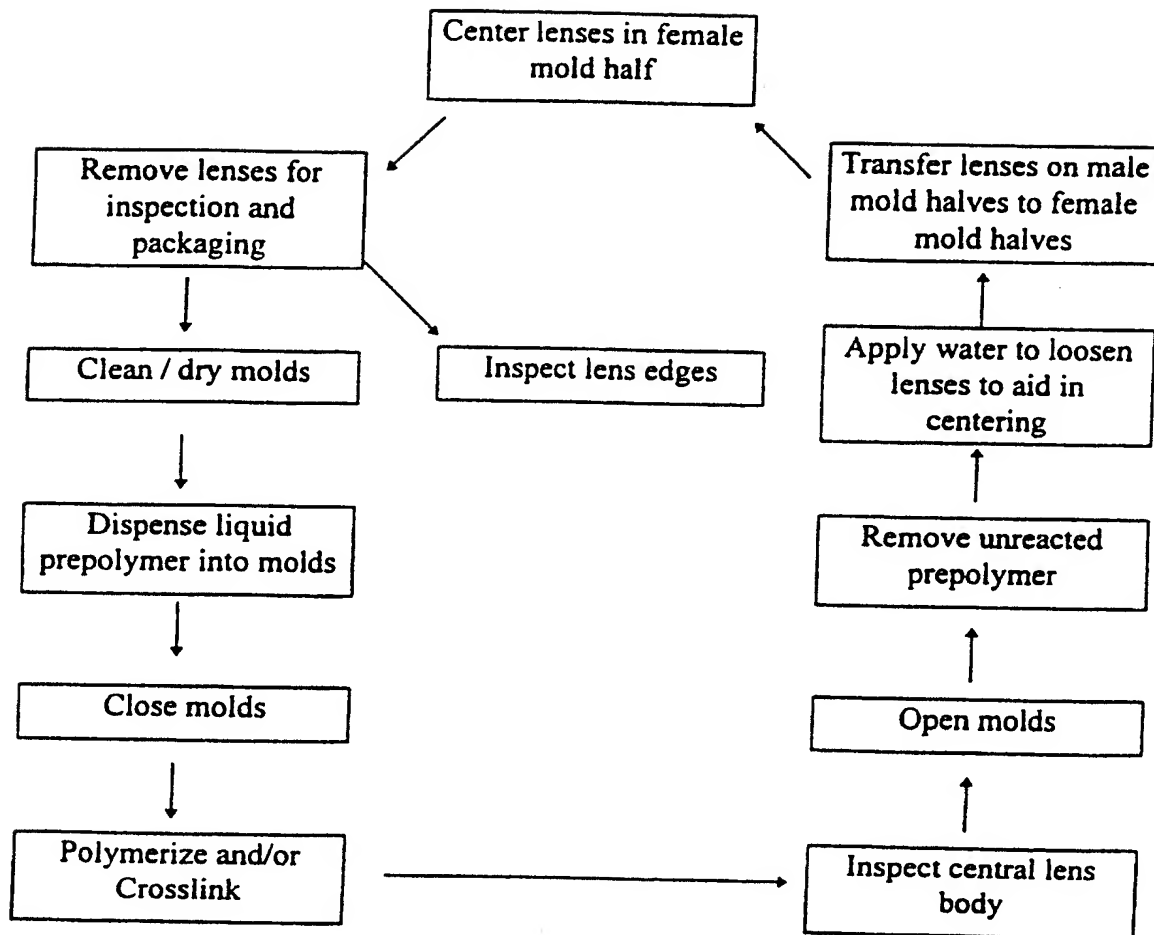 Center lenses in female
mold half
Remove lenses for
inspection and
packaging
Transfer lenses on male
mold halves to female
mold halves
Clean / dry molds
Inspect lens edges
Apply water to loosen
lenses to aid in
centering
Dispense liquid
prepolymer into molds
Remove unreacted
prepolymer
Close molds
Open molds
Polymerize and/or
Crosslink
Inspect central lens
body